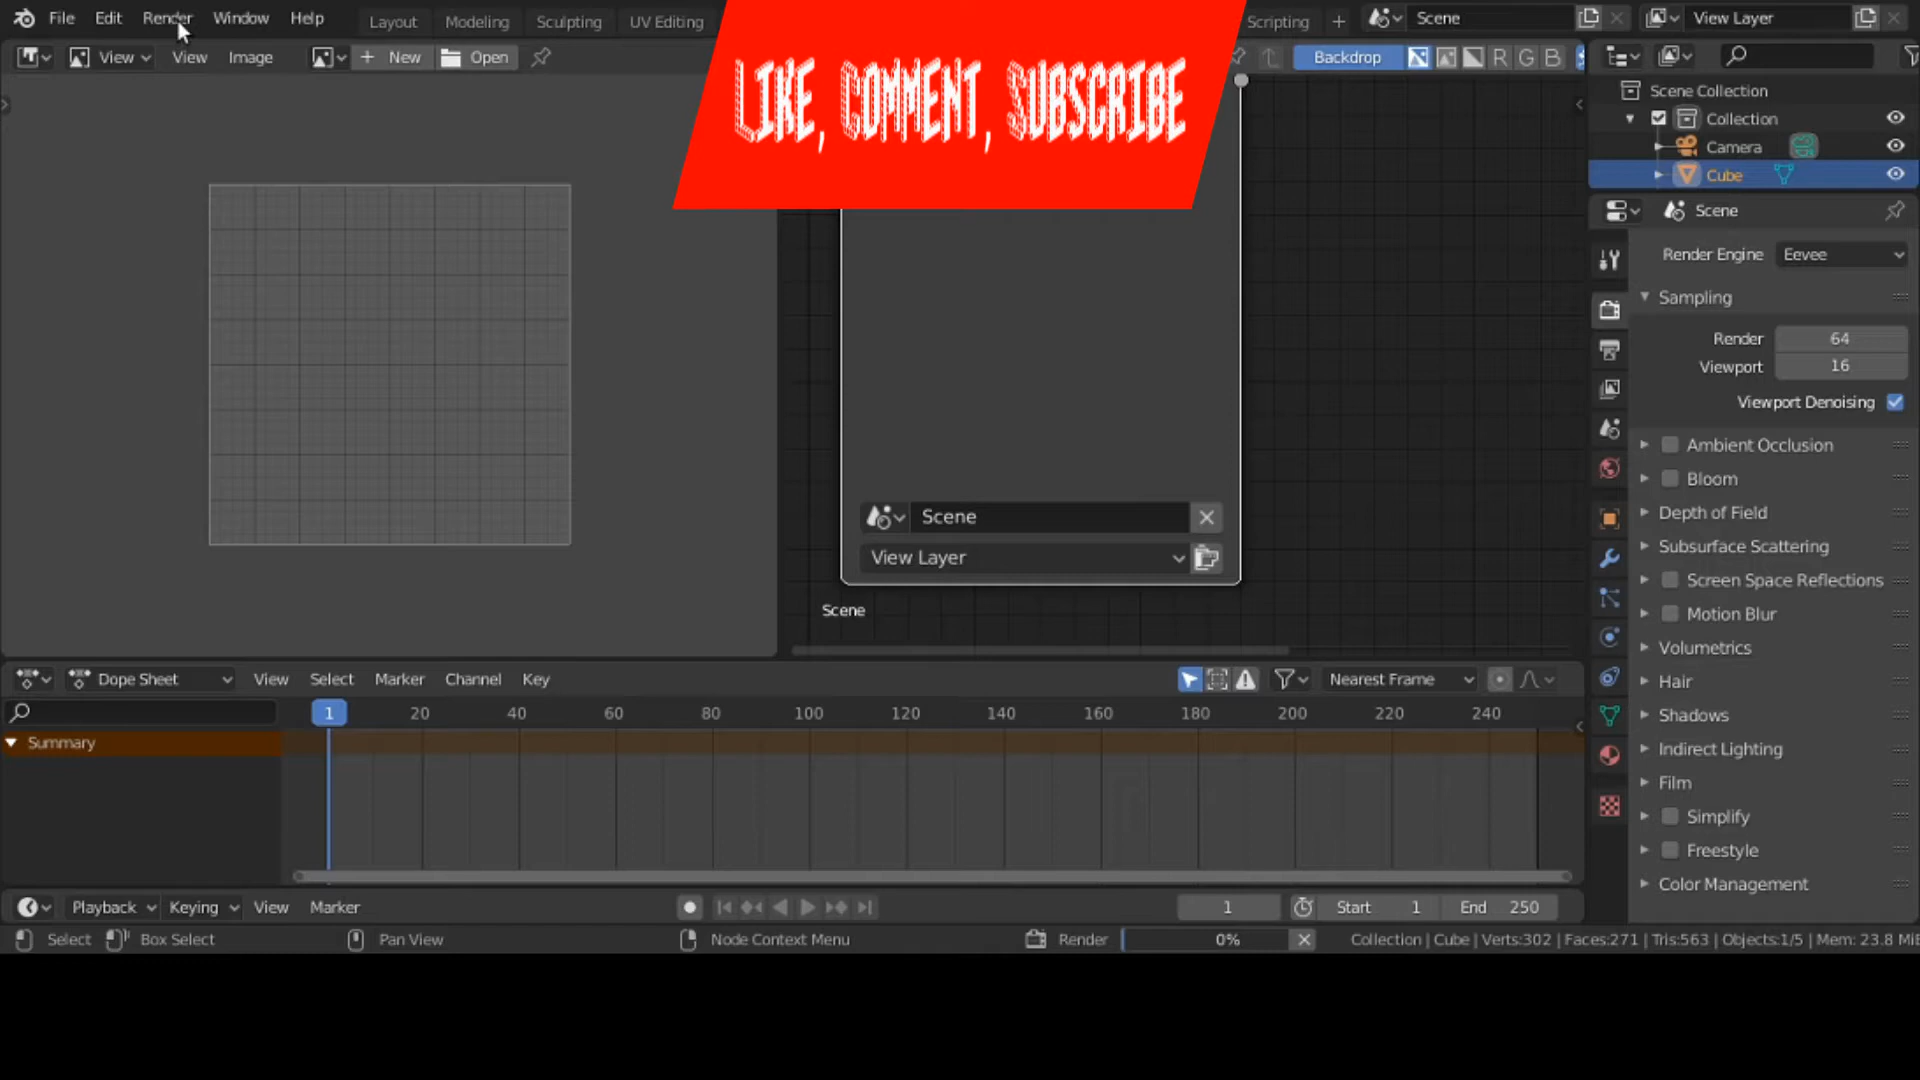 File Edit Render Window Help Layout Modeling Sculpting UV Editing Scripting + Scene View Layer
LIKE, COMMENT, SUBSCRIBE
View View Image + New Open Backdrop R G B
Scene Collection
Collection
Camera
Cube
Scene
Render Engine Eevee
Sampling
Render 64
Viewport 16
Viewport Denoising
Ambient Occlusion
Bloom
Depth of Field
Subsurface Scattering
Screen Space Reflections
Motion Blur
Volumetrics
Hair
Shadows
Indirect Lighting
Film
Simplify
Freestyle
Color Management
Scene
View Layer
Scene
Dope Sheet View Select Marker Channel Key Nearest Frame
1 20 40 60 80 100 120 140 160 180 200 220 240
Summary
Playback Keying View Marker 1 Start 1 End 250
Select Box Select Pan View Node Context Menu Render 0% Collection | Cube | Verts:302 | Faces:271 | Tris:563 | Objects:1/5 | Mem: 23.8 MiB